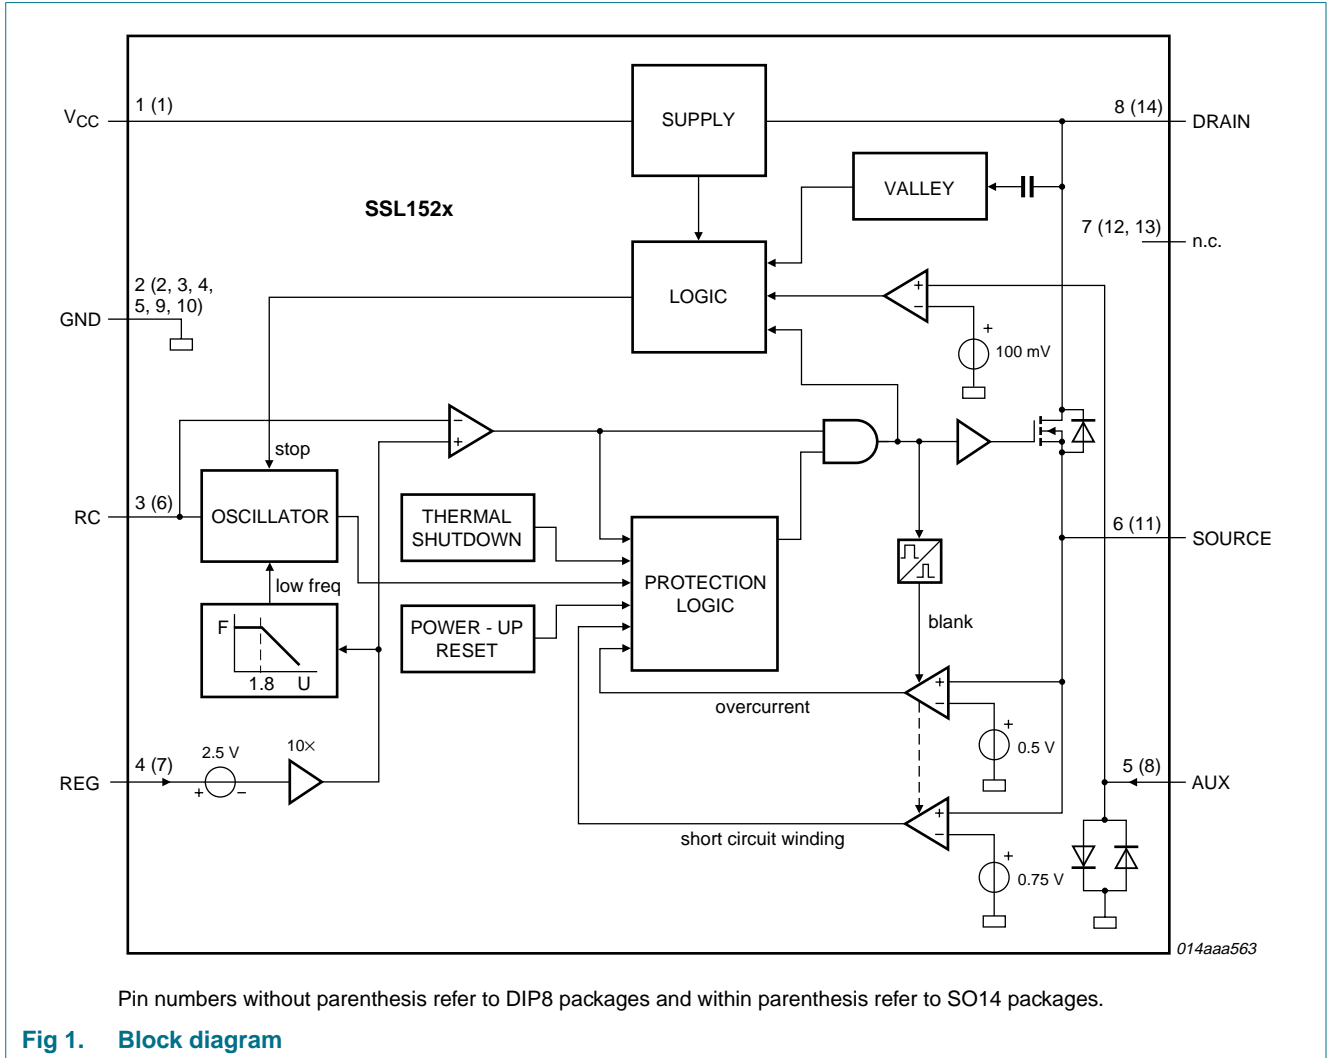 SSL152x
VCC
1 (1)
SUPPLY
8 (14)
DRAIN
VALLEY
7 (12, 13)
n.c.
2 (2, 3, 4,
5, 9, 10)
GND
LOGIC
+
−
+
100 mV
stop
−
+
RC
3 (6)
OSCILLATOR
THERMAL
SHUTDOWN
6 (11)
SOURCE
low freq
PROTECTION
LOGIC
POWER - UP
RESET
blank
F
1.8
U
overcurrent
+
−
+
0.5 V
REG
4 (7)
2.5 V
+
−
10×
5 (8)
AUX
short circuit winding
+
−
+
0.75 V
014aaa563
Pin numbers without parenthesis refer to DIP8 packages and within parenthesis refer to SO14 packages.
Fig 1. Block diagram